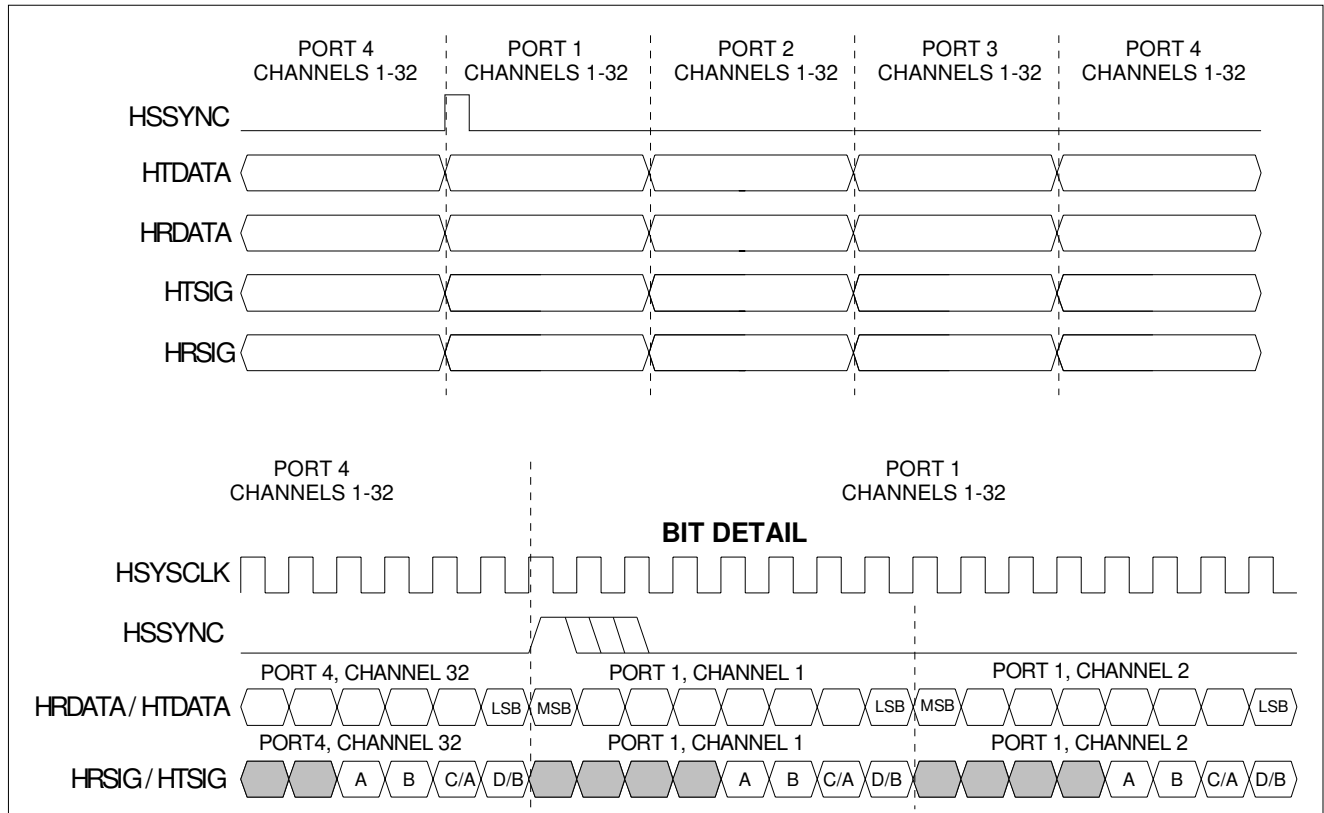 PORT 4 PORT 1 PORT 2 PORT 3 PORT 4
CHANNELS 1-32 CHANNELS 1-32 CHANNELS 1-32 CHANNELS 1-32 CHANNELS 1-32
HSSYNC
HTDATA
HRDATA
HTSIG
HRSIG
PORT 4 PORT 1
CHANNELS 1-32 CHANNELS 1-32
BIT DETAIL
HSYSCLK
HSSYNC
PORT 4, CHANNEL 32 PORT 1, CHANNEL 1 PORT 1, CHANNEL 2
HRDATA / HTDATA LSB MSB LSB MSB LSB
PORT4, CHANNEL 32 PORT 1, CHANNEL 1 PORT 1, CHANNEL 2
HRSIG / HTSIG A B C/A D/B A B C/A D/B A B C/A D/B